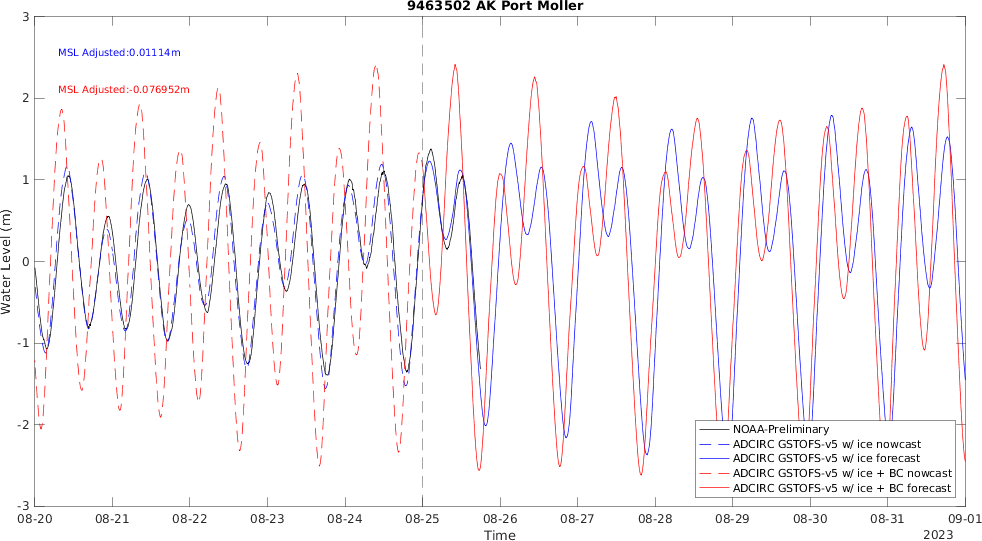 9463502 AK Port Moller
MSL Adjusted:0.01114m
MSL Adjusted:-0.076952m
Water Level (m)
3
2
1
0
-1
-2
-3
NOAA-Preliminary
ADCIRC GSTOFS-v5 w/ ice nowcast
ADCIRC GSTOFS-v5 w/ ice forecast
ADCIRC GSTOFS-v5 w/ ice + BC nowcast
ADCIRC GSTOFS-v5 w/ ice + BC forecast
08-20 08-21 08-22 08-23 08-24 08-25 08-26 08-27 08-28 08-29 08-30 08-31 09-01
Time
2023